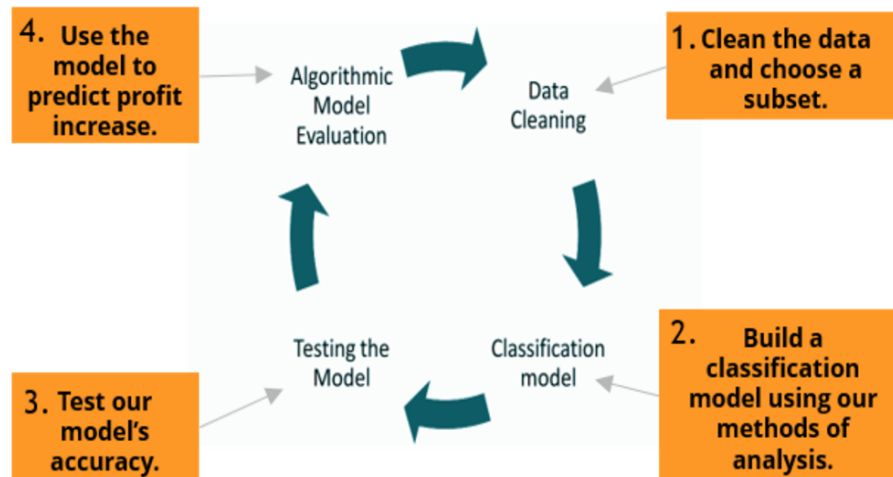 4. Use the
model to
predict profit
increase.
Algorithmic
Model
Evaluation
Data
Cleaning
1. Clean the data
and choose a
subset.
Testing the
Model
Classification
model
2. Build a
classification
model using our
methods of
analysis.
3. Test our
model's
accuracy.